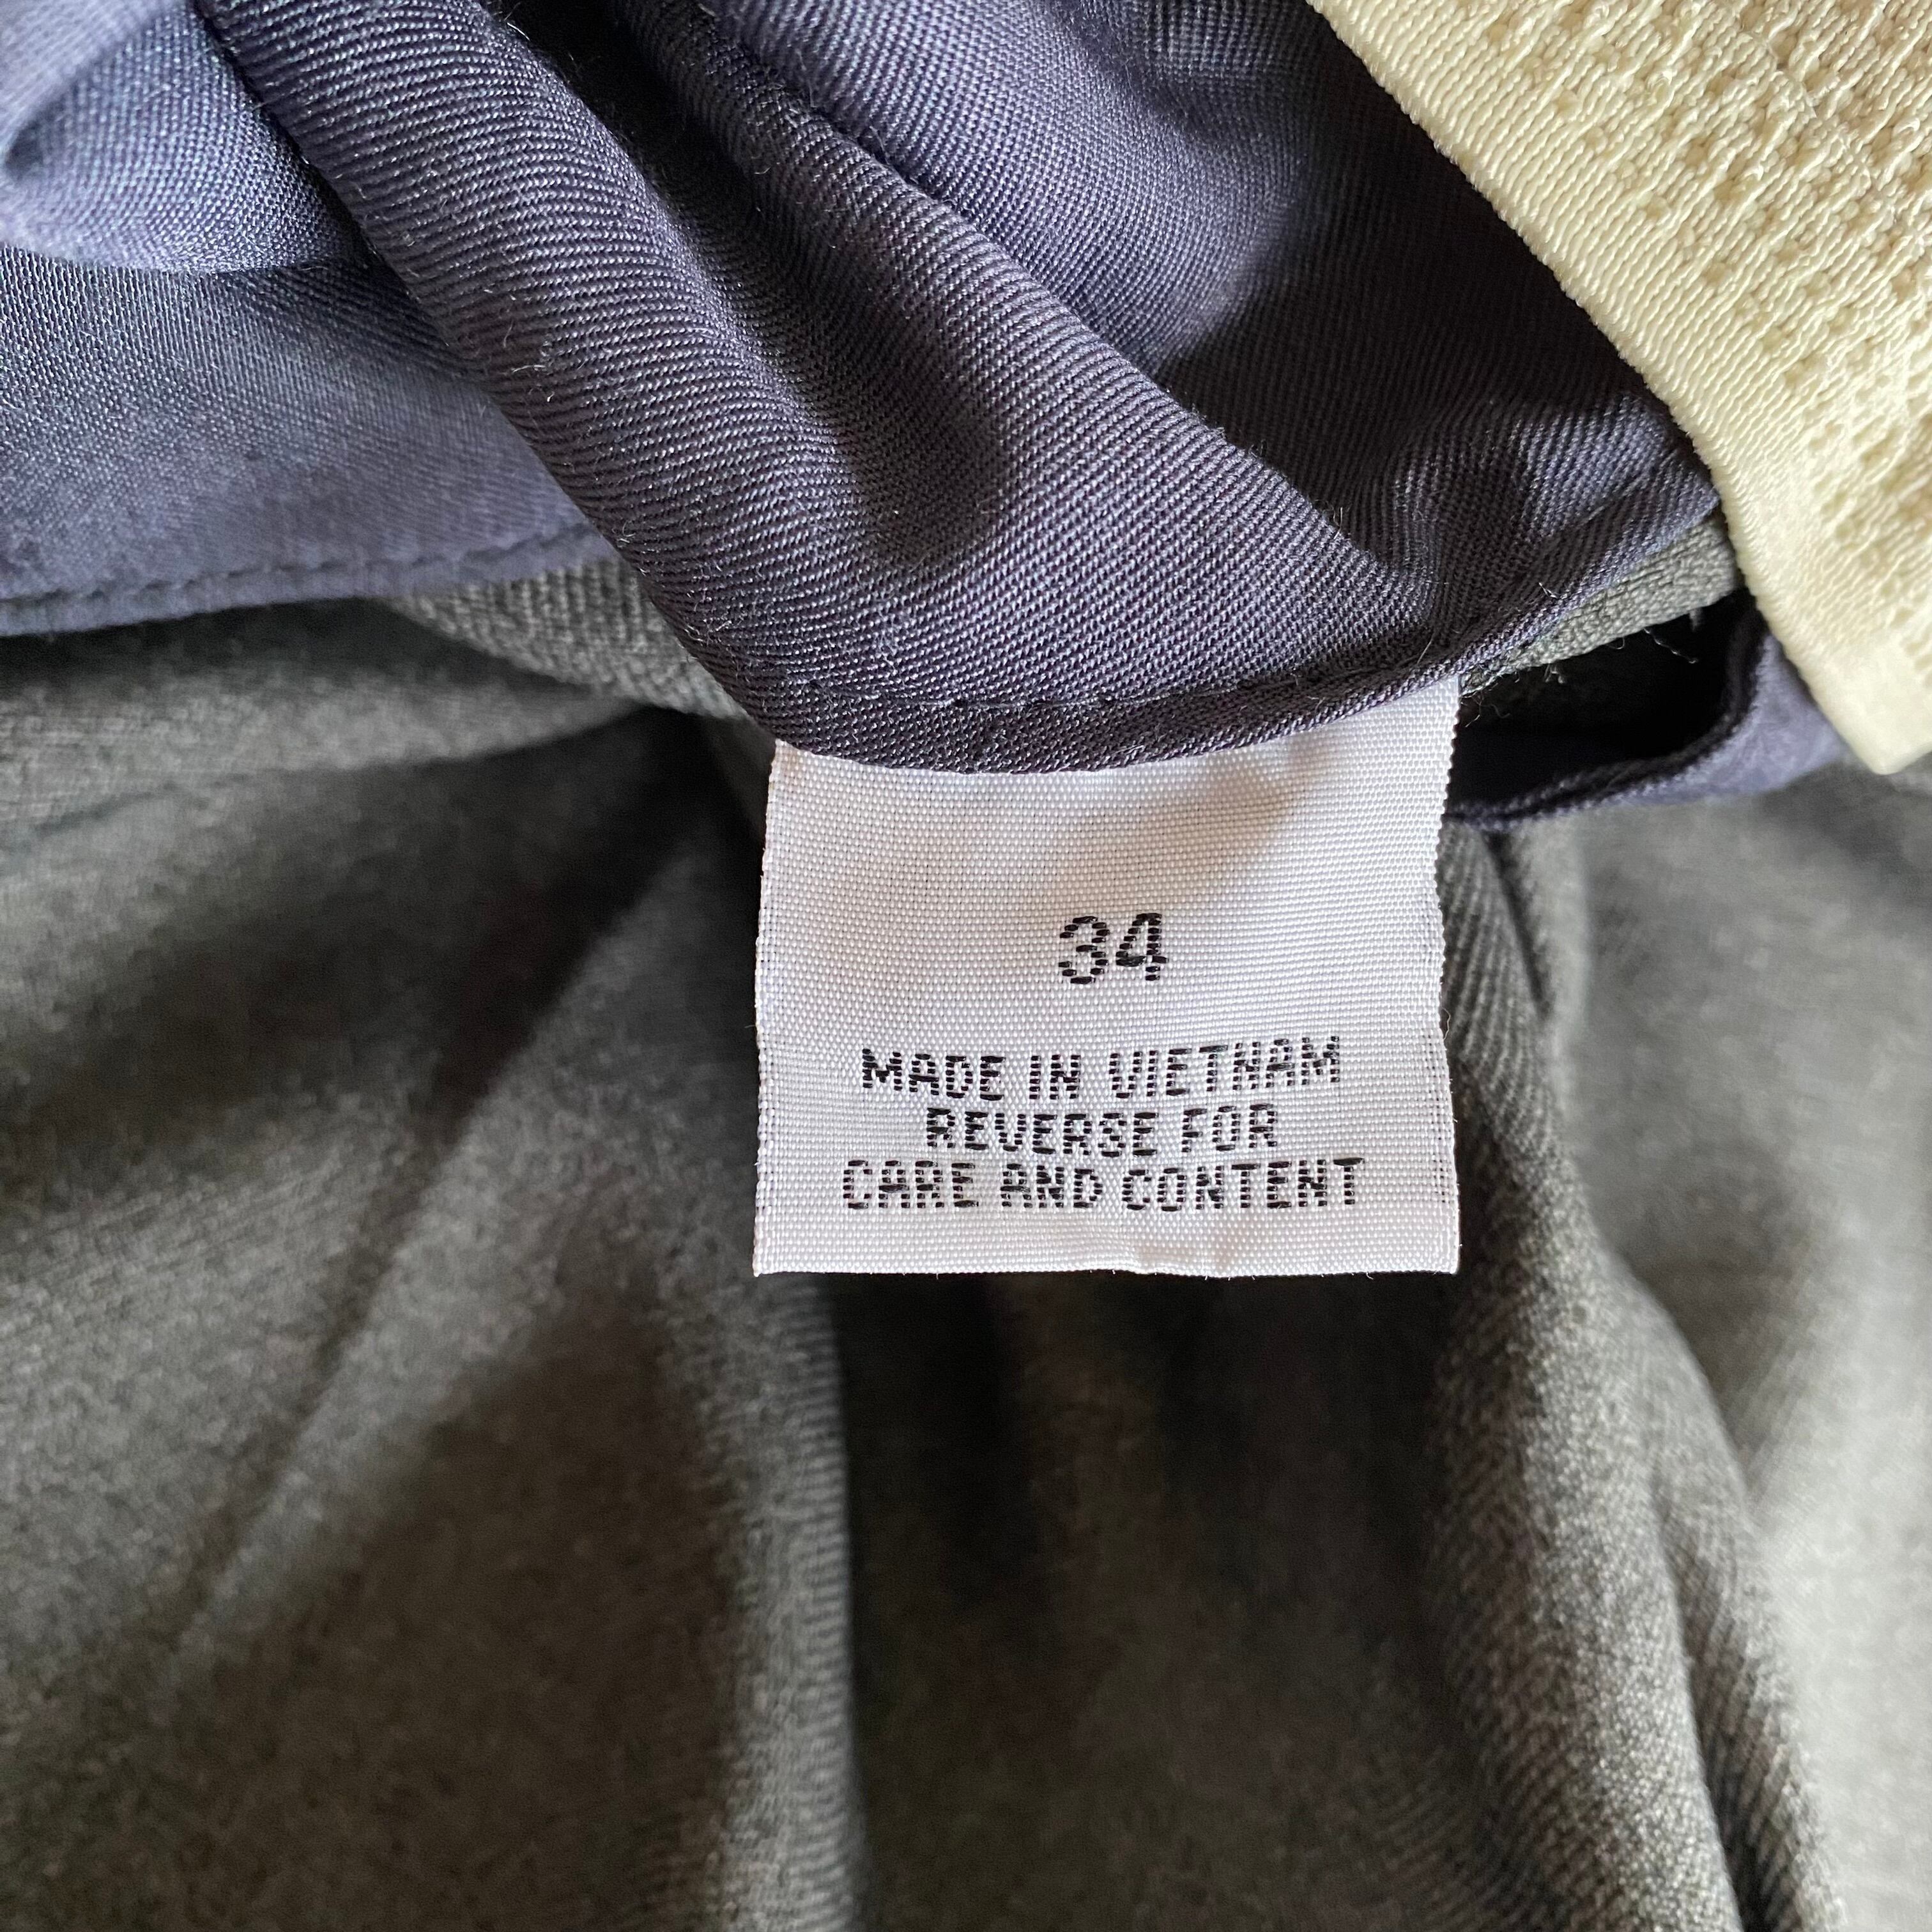 34
MADE IN VIETNAM
REVERSE FOR
CARE AND CONTENT